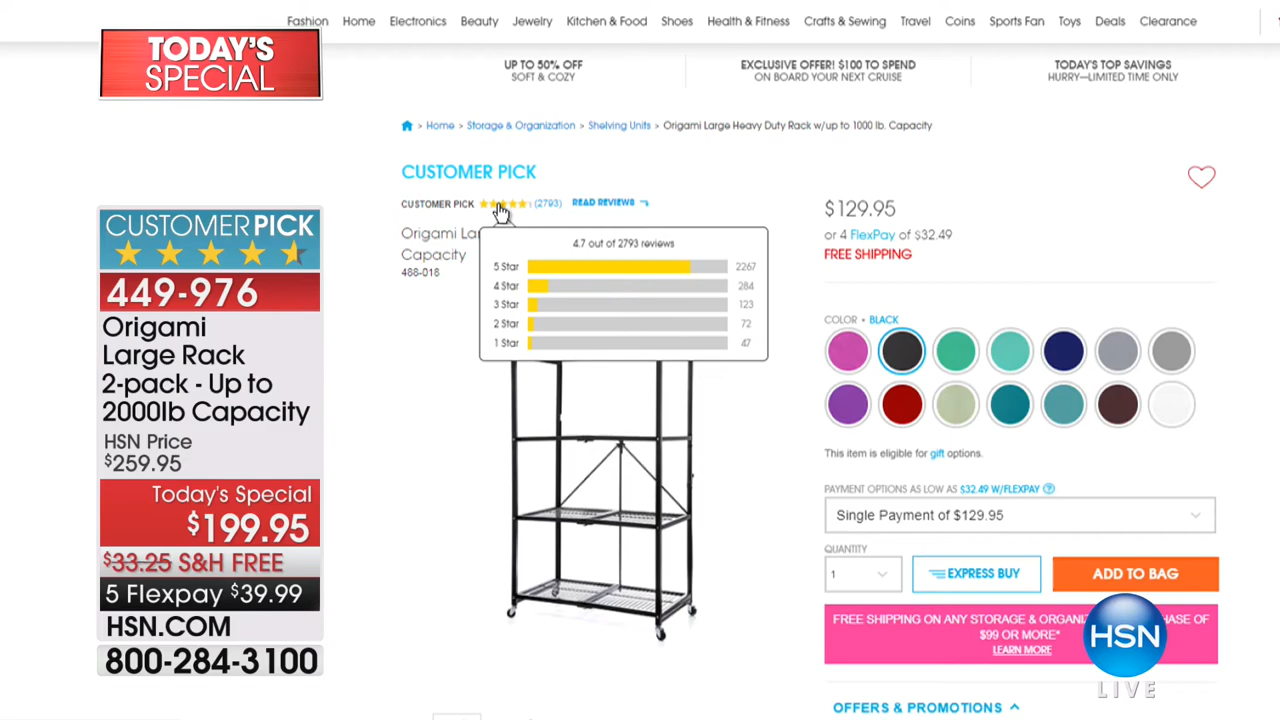 Fashion Home Electronics Beauty Jewelry Kitchen & Food Shoes Health & Fitness Crafts & Sewing Travel Coins Sports Fan Toys Deals Clearance
TODAY'S
SPECIAL
UP TO 50% OFF
SOFT & COZY
EXCLUSIVE OFFER! $100 TO SPEND
ON BOARD YOUR NEXT CRUISE
TODAY'S TOP SAVINGS
HURRY—LIMITED TIME ONLY
> Home > Storage & Organization > Shelving Units > Origami Large Heavy Duty Rack w/up to 1000 lb. Capacity
CUSTOMER PICK
CUSTOMER PICK (2793) READ REVIEWS
Origami
Capacity
488-018
4.7 out of 2793 reviews
5 Star 2267
4 Star 284
3 Star 123
2 Star 72
1 Star 47
$129.95
or 4 FlexPay of $32.49
FREE SHIPPING
COLOR • BLACK
This item is eligible for gift options.
PAYMENT OPTIONS AS LOW AS $32.49 W/FLEXPAY ?
Single Payment of $129.95
QUANTITY
1
EXPRESS BUY
ADD TO BAG
FREE SHIPPING ON ANY STORAGE & HASE OF
$99 OR MORE*
LEARN MORE
OFFERS & PROMOTIONS
CUSTOMER PICK
449-976
Origami
Large Rack
2-pack - Up to
2000lb Capacity
HSN Price
$259.95
Today's Special
$199.95
$33.25 S&H FREE
5 Flexpay $39.99
HSN.COM
800-284-3100
HSN
LIVE